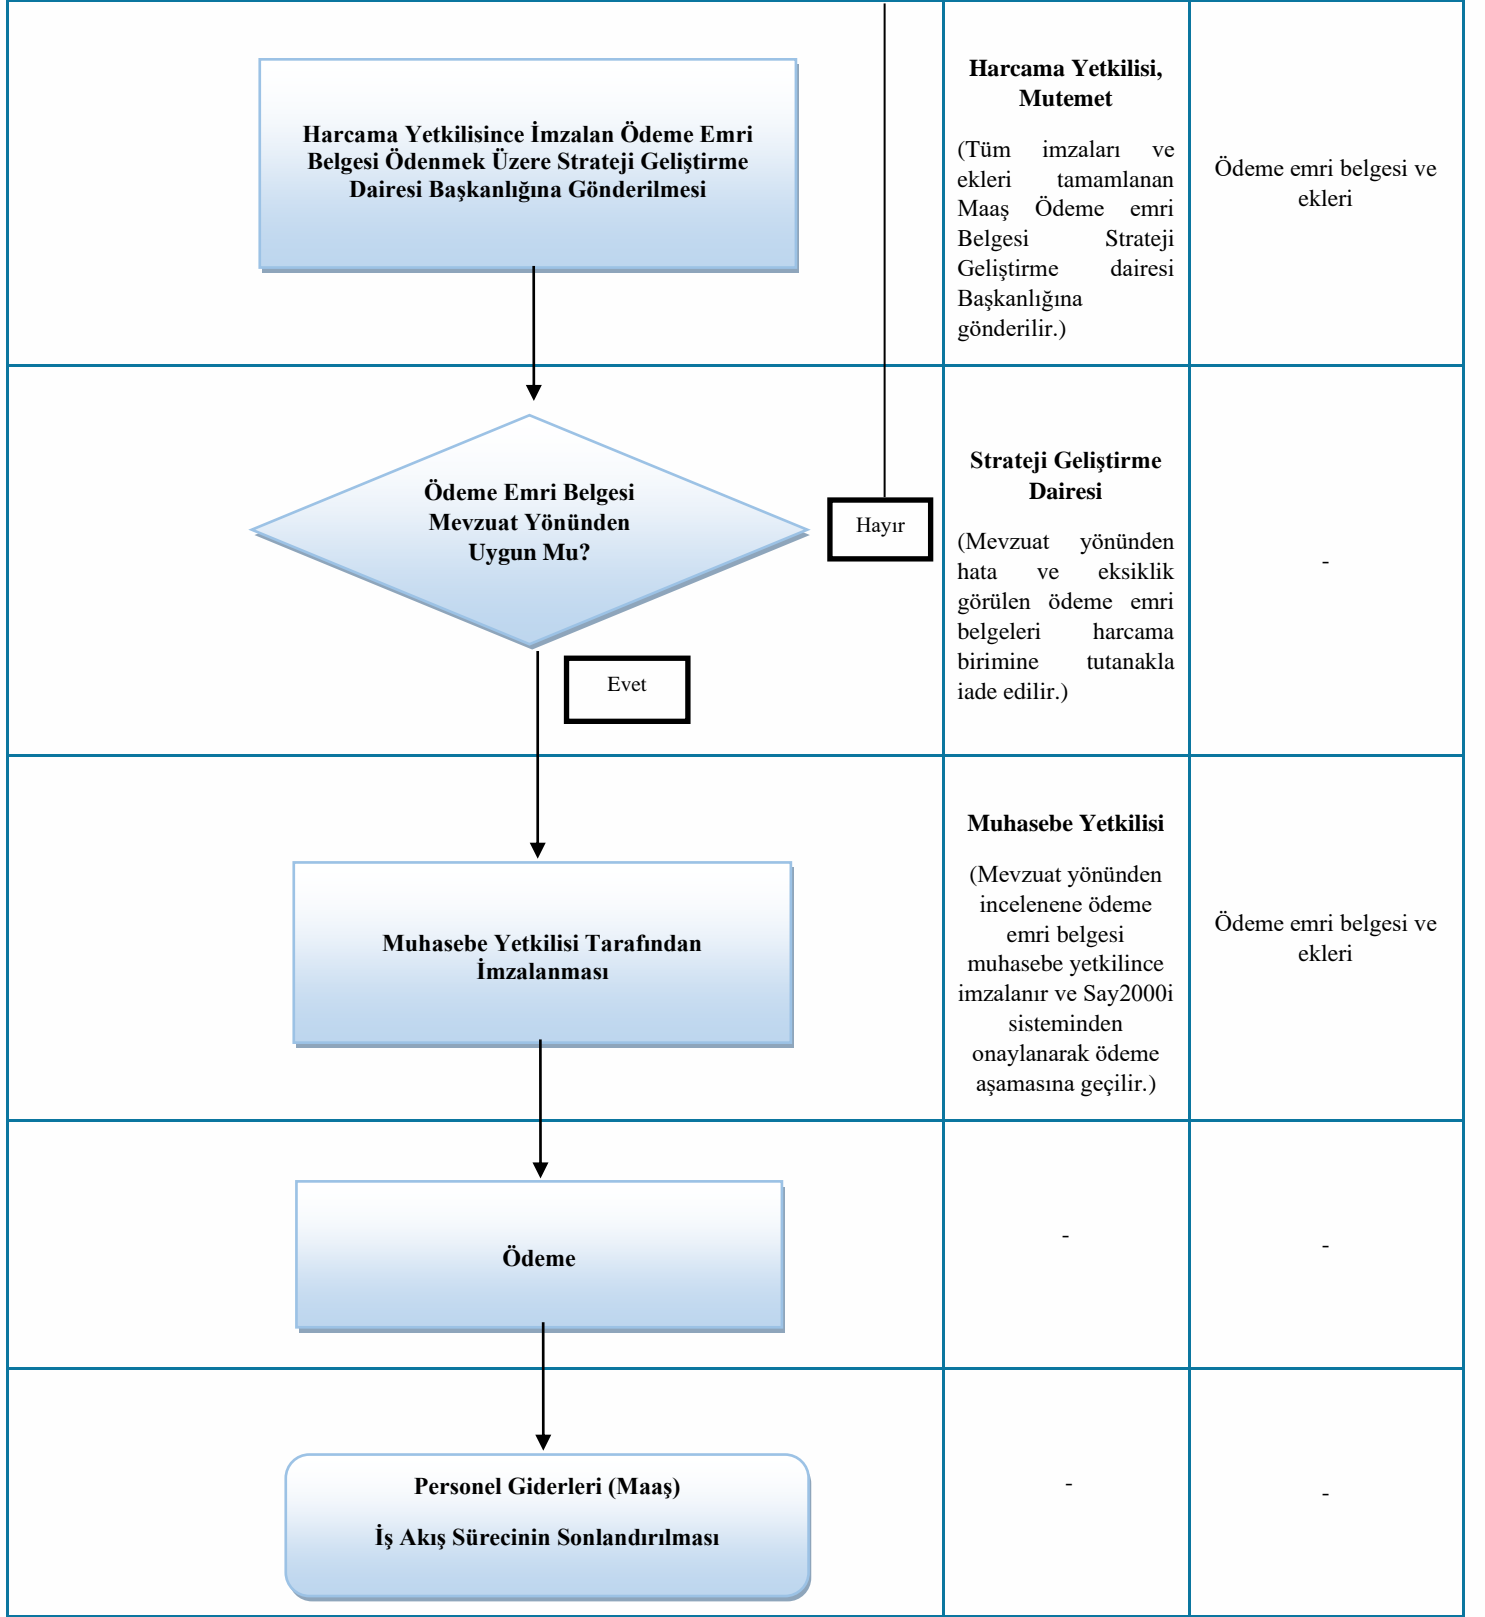 Harcama Yetkilisince İmzalan Ödeme Emri
Belgesi Ödenmek Üzere Strateji Geliştirme
Dairesi Başkanlığına Gönderilmesi
Harcama Yetkilisi,
Mutemet
(Tüm imzaları ve
ekleri tamamlanan
Maaş Ödeme emri
Belgesi Strateji
Geliştirme dairesi
Başkanlığına
gönderilir.)
Ödeme emri belgesi ve
ekleri
Ödeme Emri Belgesi
Mevzuat Yönünden
Uygun Mu?
Hayır
Evet
Strateji Geliştirme
Dairesi
(Mevzuat yönünden
hata ve eksiklik
görülen ödeme emri
belgeleri harcama
birimine tutanakla
iade edilir.)
-
Muhasebe Yetkilisi Tarafından
İmzalanması
Muhasebe Yetkilisi
(Mevzuat yönünden
incelenene ödeme
emri belgesi
muhasebe yetkilince
imzalanır ve Say2000i
sisteminden
onaylanarak ödeme
aşamasına geçilir.)
Ödeme emri belgesi ve
ekleri
Ödeme
-
-
Personel Giderleri (Maaş)
İş Akış Sürecinin Sonlandırılması
-
-